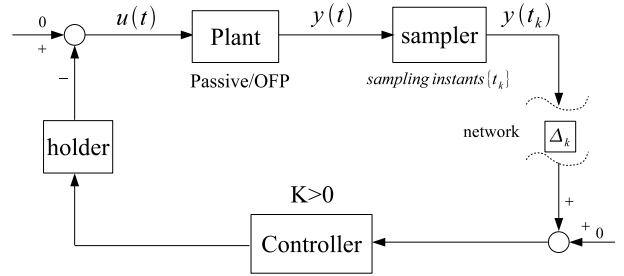 0
+
u(t)
Plant
y(t)
sampler
y(t_k)
Passive/OFP
sampling instants{t_k}
−
network
Δ_k
holder
K>0
+
+
0
Controller